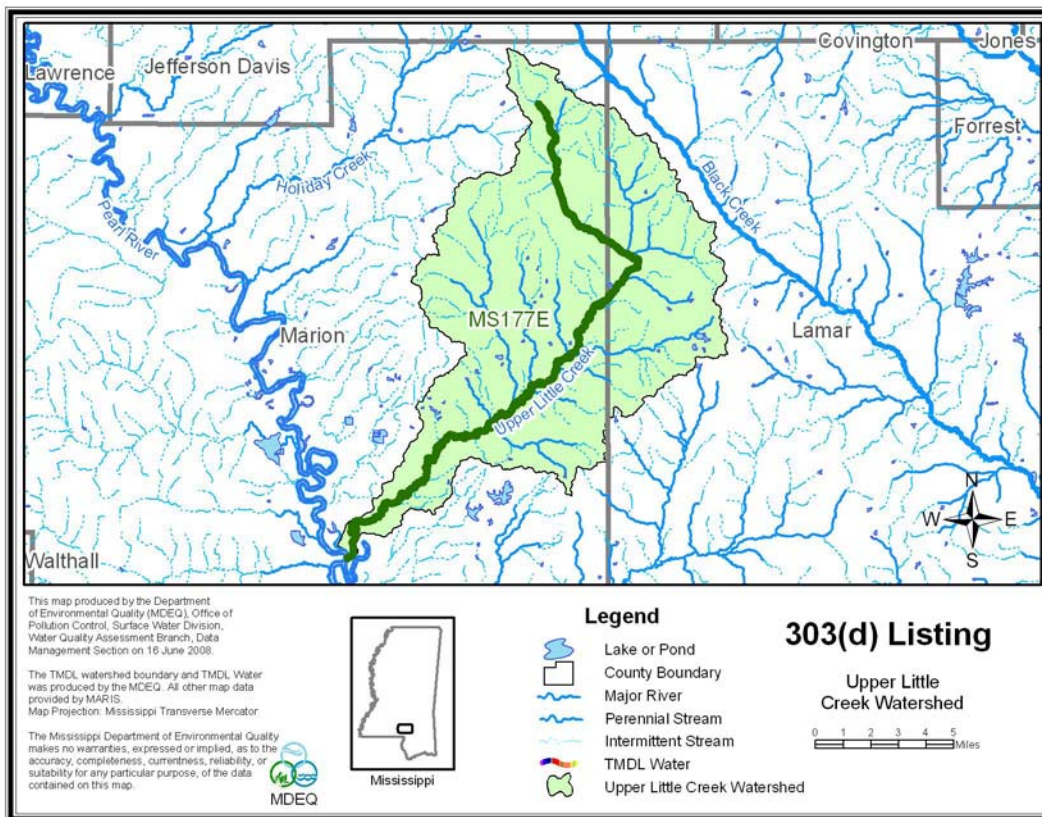 Covington
Jones
Lawrence
Jefferson Davis
Forrest
Holiday Creek
Black Creek
Pearl River
MS177E
Marion
Lamar
Upper Little Creek
N
W E
S
Walthall
This map produced by the Department
of Environmental Quality (MDEQ), Office of
Pollution Control, Surface Water Division,
Water Quality Assessment Branch, Data
Management Section on 16 June 2008.
The TMDL watershed boundary and TMDL Water
was produced by the MDEQ. All other map data
provided by MARIS.
Map Projection: Mississippi Transverse Mercator
The Mississippi Department of Environmental Quality
makes no warranties, expressed or implied, as to the
accuracy, completeness, currentness, reliability, or
suitability for any particular purpose, of the data
contained on this map.
MDEQ
Mississippi
Legend
Lake or Pond
County Boundary
Major River
Perennial Stream
Intermittent Stream
TMDL Water
Upper Little Creek Watershed
303(d) Listing
Upper Little
Creek Watershed
0 1 2 3 4 5
Miles